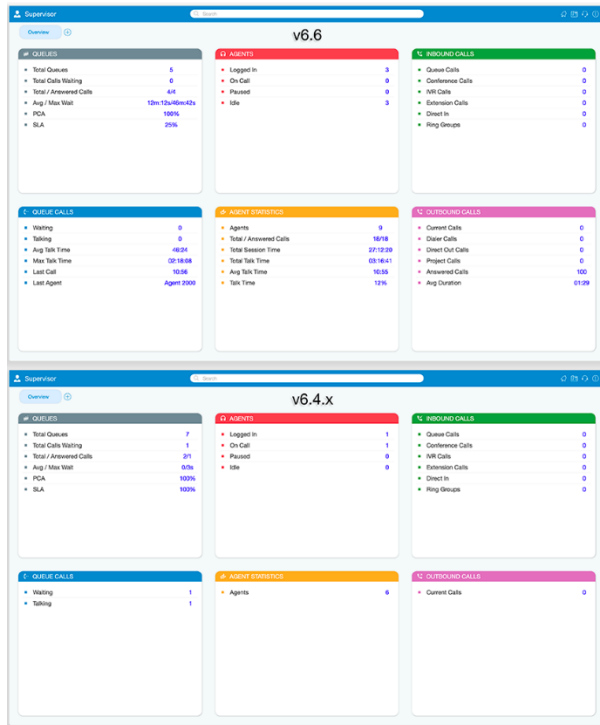 Supervisor
Search
Overview
v6.6
QUEUES
Total Queues 5
Total Calls Waiting 0
Total / Answered Calls 4/4
Avg / Max Wait 12m:12s/46m:42s
PCA 100%
SLA 25%
AGENTS
Logged In 3
On Call 0
Paused 0
Idle 3
INBOUND CALLS
Queue Calls 0
Conference Calls 0
IVR Calls 0
Extension Calls 0
Direct In 0
Ring Groups 0
QUEUE CALLS
Waiting 0
Talking 0
Avg Talk Time 46:24
Max Talk Time 02:18:08
Last Call 10:56
Last Agent Agent 2000
AGENT STATISTICS
Agents 9
Total / Answered Calls 18/18
Total Session Time 27:12:20
Total Talk Time 03:16:41
Avg Talk Time 10:55
Talk Time 12%
OUTBOUND CALLS
Current Calls 0
Dialer Calls 0
Direct Out Calls 0
Project Calls 0
Answered Calls 100
Avg Duration 01:29
Supervisor
Search
Overview
v6.4.x
QUEUES
Total Queues 7
Total Calls Waiting 1
Total / Answered Calls 2/1
Avg / Max Wait 0/3s
PCA 100%
SLA 100%
AGENTS
Logged In 1
On Call 1
Paused 0
Idle 0
INBOUND CALLS
Queue Calls 0
Conference Calls 0
IVR Calls 0
Extension Calls 0
Direct In 0
Ring Groups 0
QUEUE CALLS
Waiting 1
Talking 1
AGENT STATISTICS
Agents 6
OUTBOUND CALLS
Current Calls 0